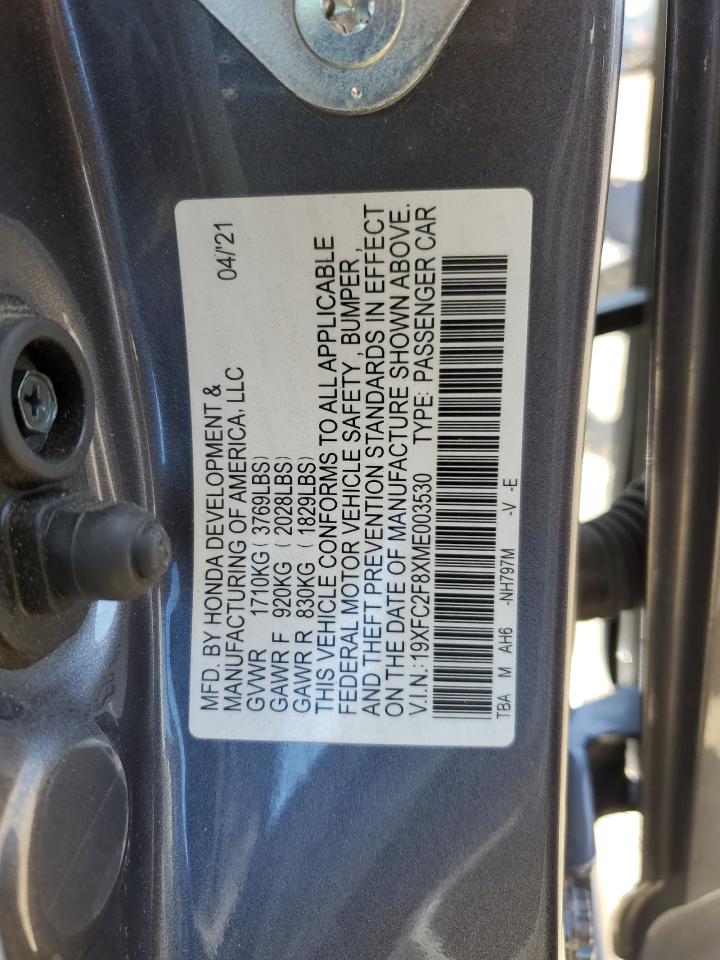 MFD. BY HONDA DEVELOPMENT & 04/'21
MANUFACTURING OF AMERICA, LLC
GVWR 1710KG ( 3769LBS)
GAWR F 920KG ( 2028LBS)
GAWR R 830KG ( 1829LBS)
THIS VEHICLE CONFORMS TO ALL APPLICABLE
FEDERAL MOTOR VEHICLE SAFETY , BUMPER ,
AND THEFT PREVENTION STANDARDS IN EFFECT
ON THE DATE OF MANUFACTURE SHOWN ABOVE.
V.I.N.:19XFC2F8XME003530 TYPE: PASSENGER CAR
TBA M AH6 -NH797M -V -E